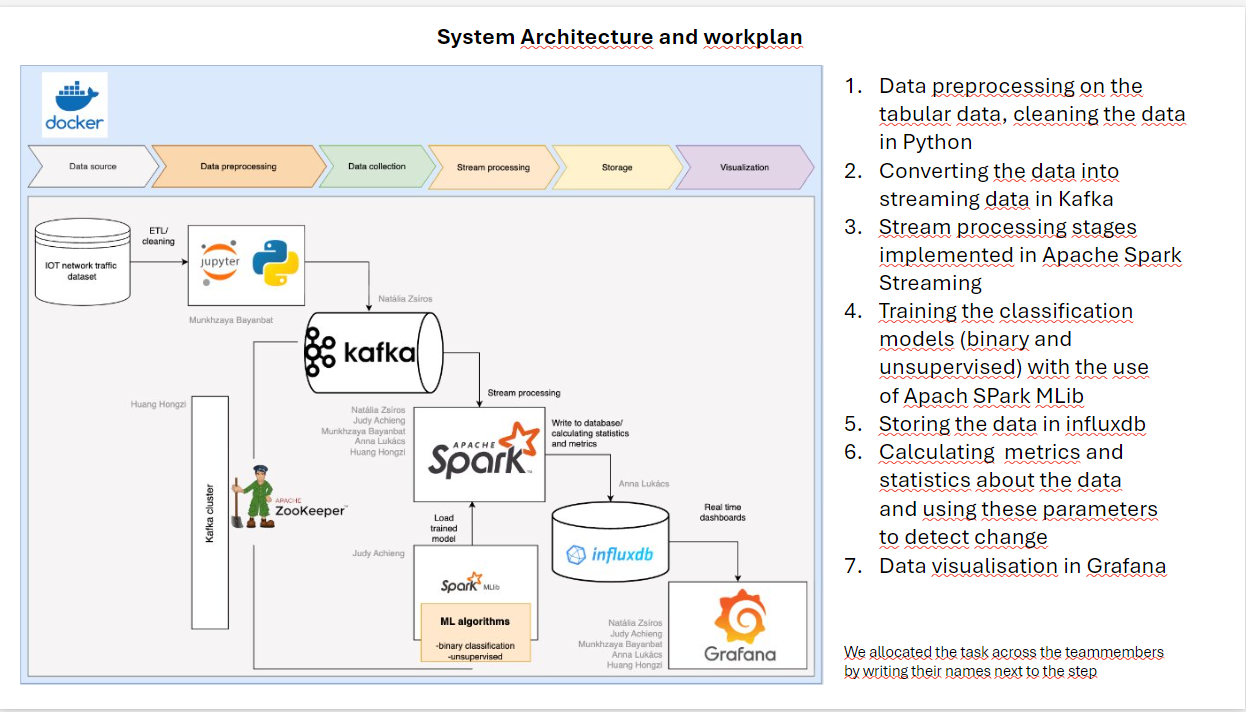 System Architecture and workplan
docker
Data source
Data preprocessing
Data collection
Stream processing
Storage
Visualization
IOT network traffic
dataset
ETL/
cleaning
jupyter
Munkhzaya Bayanbat
Natália Zsiros
kafka
Huang Hongzi
Kafka cluster
APACHE
ZooKeeper™
Stream processing
Natália Zsíros
Judy Achieng
Munkhzaya Bayanbat
Anna Lukács
Huang Hongzi
APACHE
Spark™
Write to database/
calculating statistics
and metrics
Anna Lukács
Load
trained
model
Judy Achieng
Spark MLlib
ML algorithms
-binary classification
-unsupervised
influxdb
Real time
dashboards
Natália Zsíros
Judy Achieng
Munkhzaya Bayanbat
Anna Lukács
Huang Hongzi
Grafana
1. Data preprocessing on the
tabular data, cleaning the data
in Python
2. Converting the data into
streaming data in Kafka
3. Stream processing stages
implemented in Apache Spark
Streaming
4. Training the classification
models (binary and
unsupervised) with the use
of Apach SPark MLib
5. Storing the data in influxdb
6. Calculating metrics and
statistics about the data
and using these parameters
to detect change
7. Data visualisation in Grafana
We allocated the task across the teammembers
by writing their names next to the step